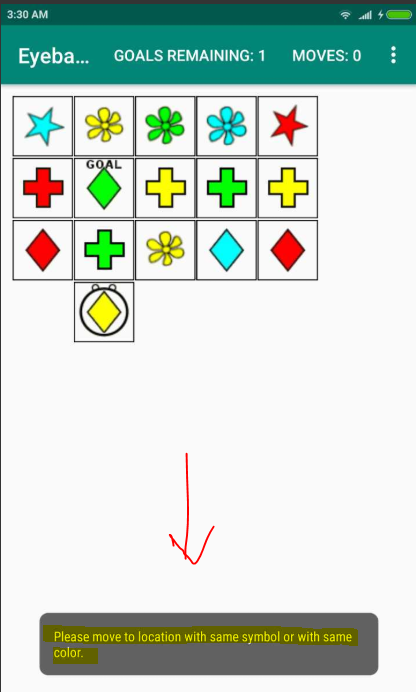 3:30 AM
Eyeba... GOALS REMAINING: 1 MOVES: 0
GOAL
Please move to location with same symbol or with same
color.